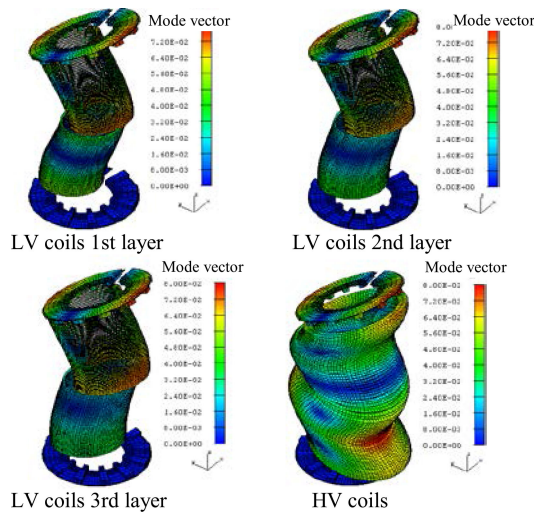 Mode vector
7.20E-02
6.40E-02
5.60E-02
4.80E-02
4.00E-02
3.20E-02
2.40E-02
1.60E-02
8.00E-03
0.00E+00
LV coils 1st layer
Mode vector
7.20E-02
6.40E-02
5.60E-02
4.80E-02
4.00E-02
3.20E-02
2.40E-02
1.60E-02
8.00E-03
0.00E+00
LV coils 2nd layer
Mode vector
8.00E-02
7.20E-02
6.40E-02
5.60E-02
4.80E-02
4.00E-02
3.20E-02
2.40E-02
1.60E-02
8.00E-03
0.00E+00
LV coils 3rd layer
Mode vector
8.00E-02
7.20E-02
6.40E-02
5.60E-02
4.80E-02
4.00E-02
3.20E-02
2.40E-02
1.60E-02
8.00E-03
0.00E+00
HV coils